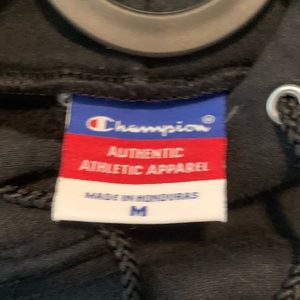 Champion®
AUTHENTIC
ATHLETIC APPAREL
MADE IN HONDURAS
M